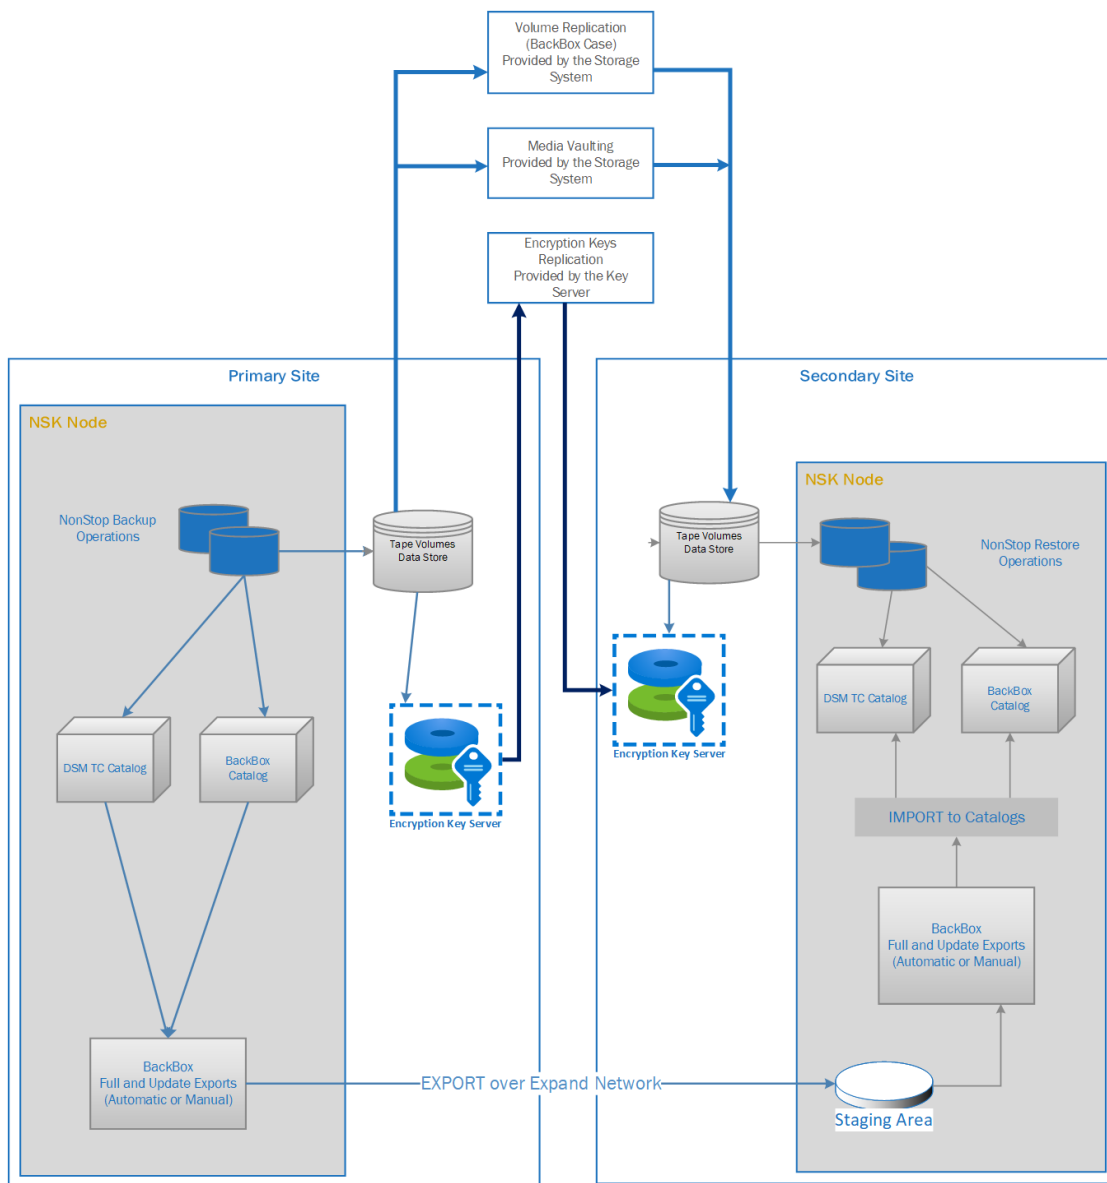 Volume Replication
(BackBox Case)
Provided by the Storage
System
Media Vaulting
Provided by the Storage
System
Encryption Keys
Replication
Provided by the Key
Server
Primary Site
NSK Node
NonStop Backup
Operations
Tape Volumes
Data Store
DSM TC Catalog
BackBox
Catalog
Encryption Key Server
BackBox
Full and Update Exports
(Automatic or Manual)
EXPORT over Expand Network
Secondary Site
NSK Node
Tape Volumes
Data Store
NonStop Restore
Operations
Encryption Key Server
DSM TC Catalog
BackBox
Catalog
IMPORT to Catalogs
BackBox
Full and Update Exports
(Automatic or Manual)
Staging Area